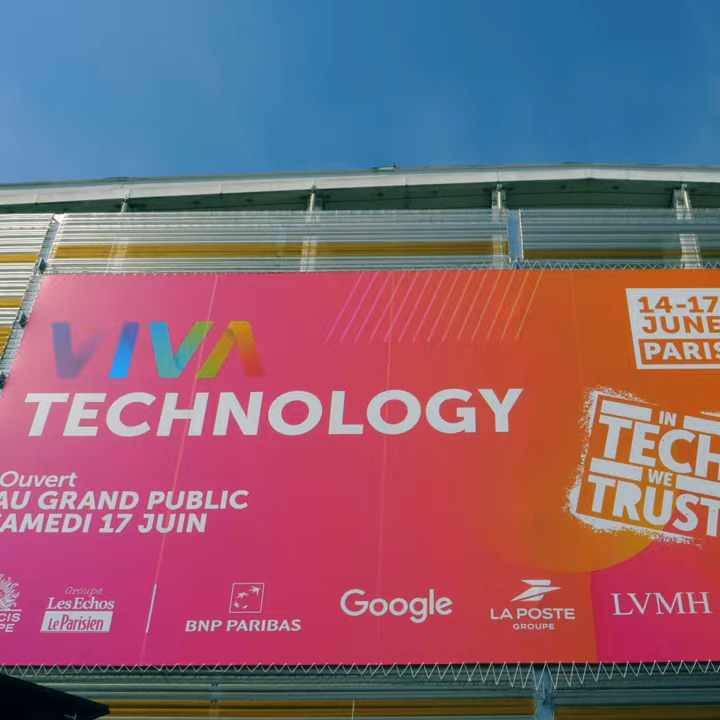 VIVA
TECHNOLOGY
14-17
JUNE
PARIS
IN
TECH
WE
TRUST
Ouvert
AU GRAND PUBLIC
SAMEDI 17 JUIN
Groupe
Les Echos
Le Parisien
BNP PARIBAS
Google
LA POSTE
GROUPE
LVMH